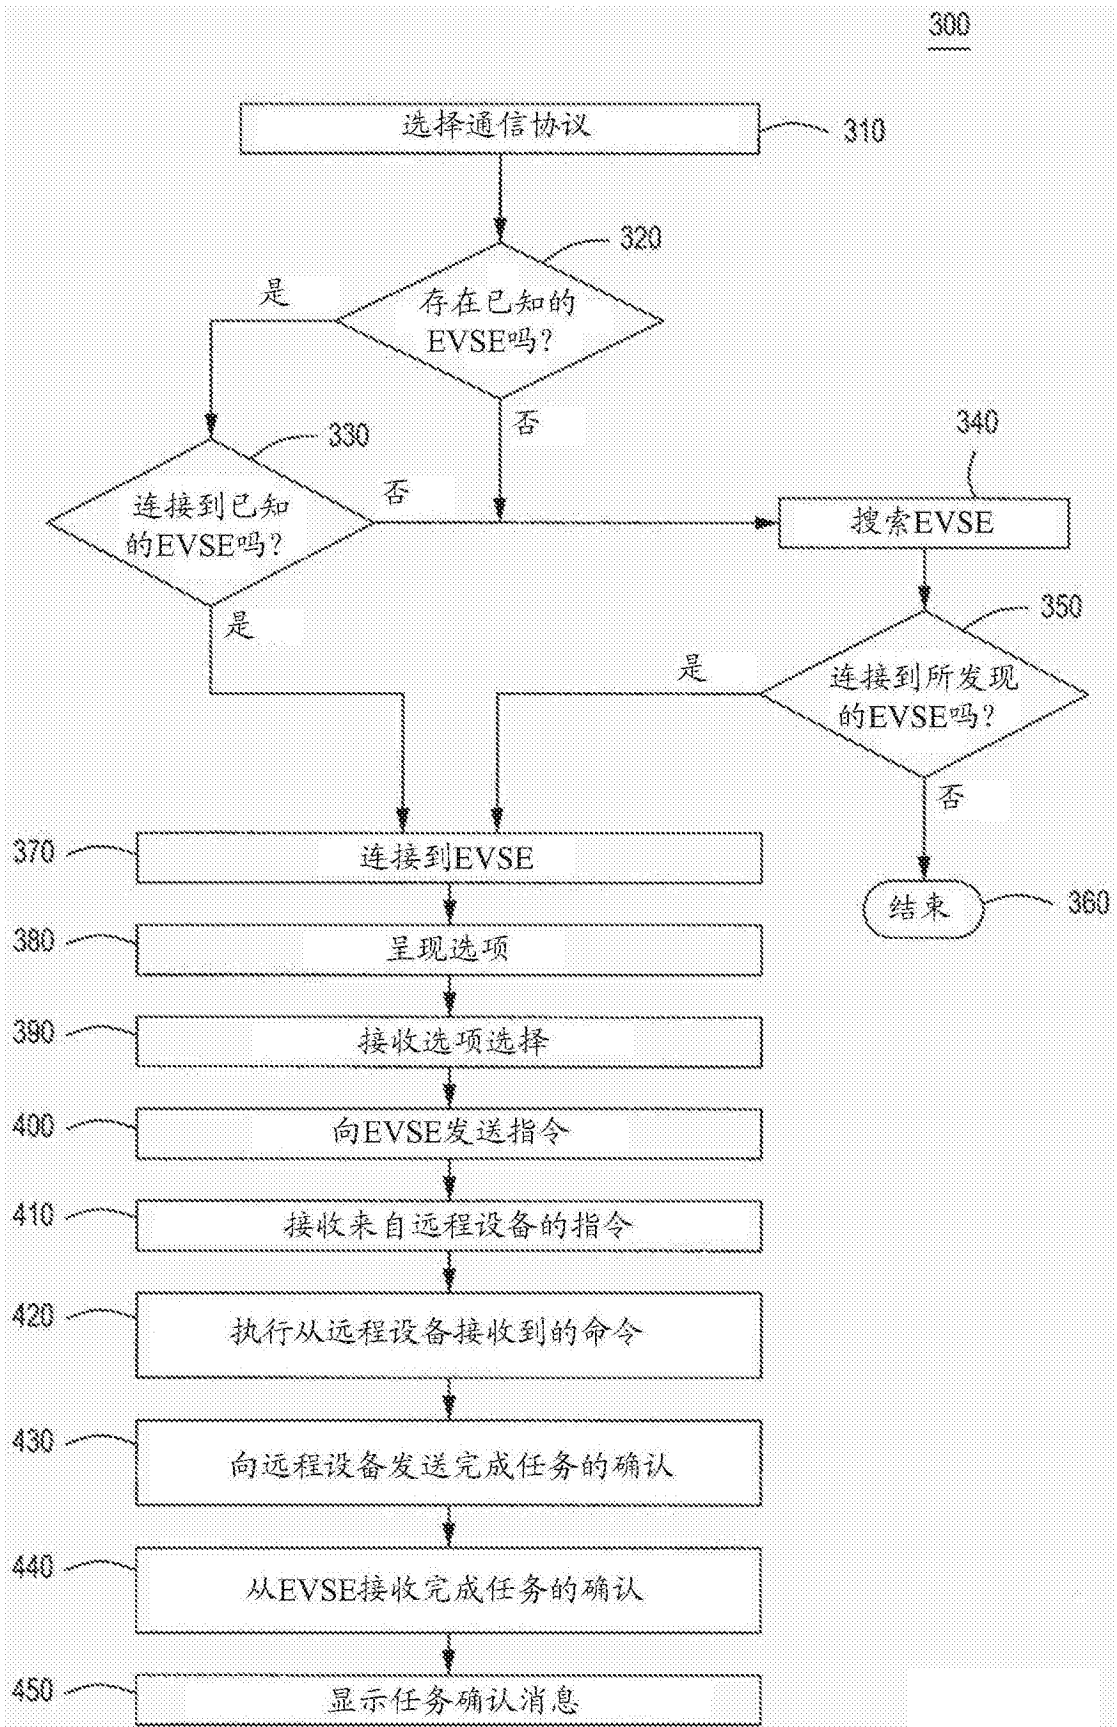 300
选择通信协议
310
320
是
存在已知的
EVSE吗?
否
330
340
连接到已知
的EVSE吗?
否
搜索EVSE
是
350
是
连接到所发现
的EVSE吗?
否
370
连接到EVSE
结束
360
380
呈现选项
390
接收选项选择
400
向EVSE发送指令
410
接收来自远程设备的指令
420
执行从远程设备接收到的命令
430
向远程设备发送完成任务的确认
440
从EVSE接收完成任务的确认
450
显示任务确认消息